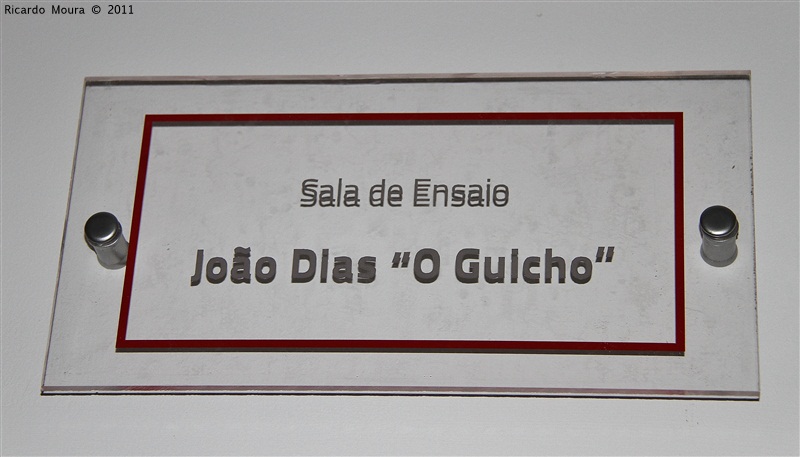 Ricardo Moura © 2011
Sala de Ensaio
João Dias “O Guicho”